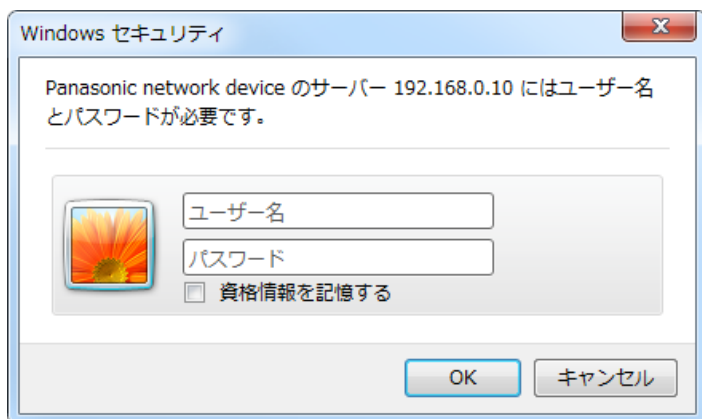 Windows セキュリティ
Panasonic network device のサーバー 192.168.0.10 にはユーザー名
とパスワードが必要です。
ユーザー名
パスワード
資格情報を記憶する
OK キャンセル